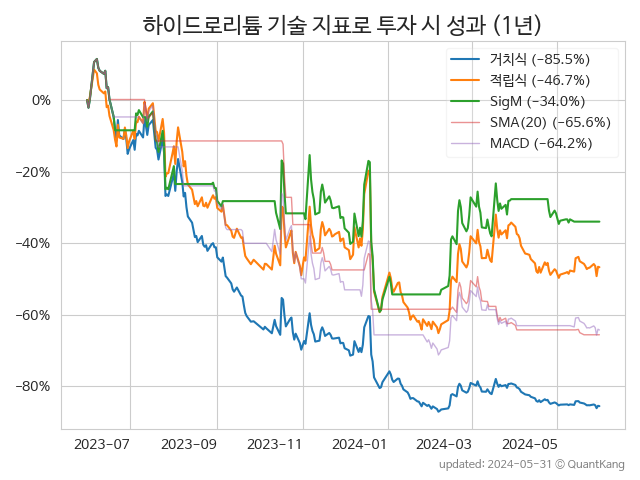 하이드로리튬 기술 지표로 투자 시 성과 (1년)
거치식 (−85.5%)
적립식 (−46.7%)
SigM (−34.0%)
SMA(20) (−65.6%)
MACD (−64.2%)
0%
−20%
−40%
−60%
−80%
2023-07
2023-09
2023-11
2024-01
2024-03
2024-05
updated: 2024-05-31 © QuantKang